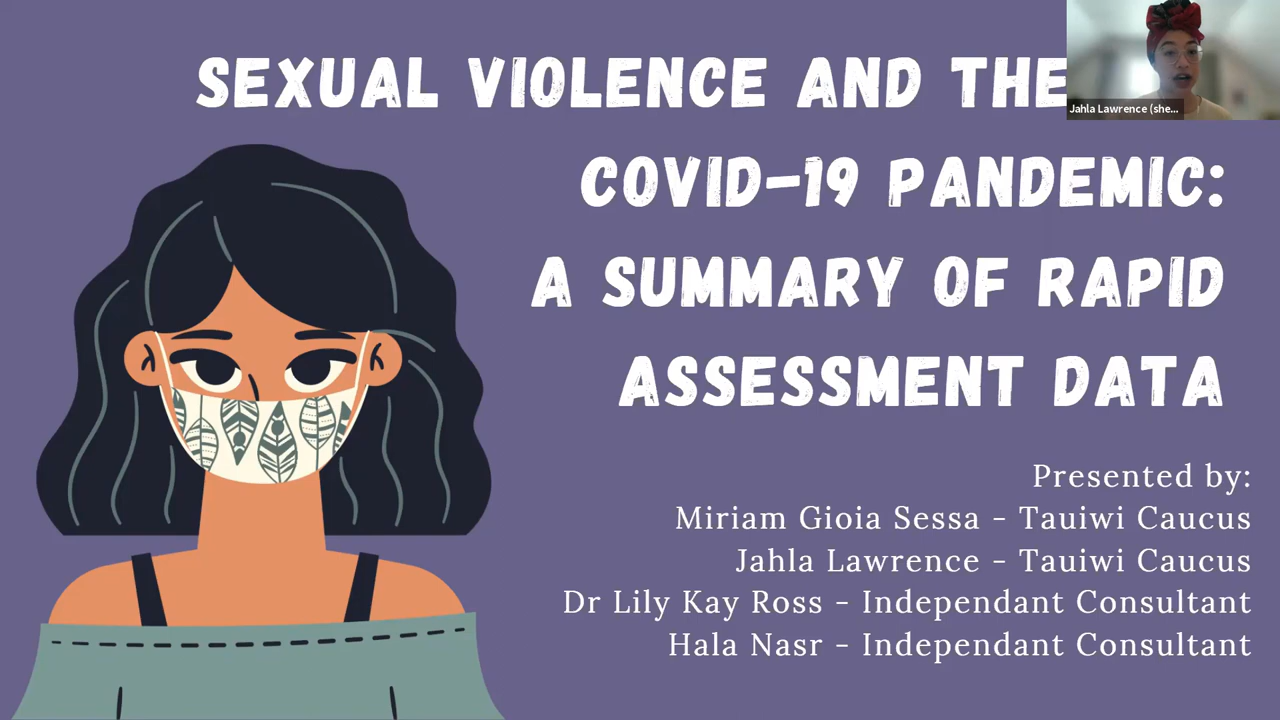 SEXUAL VIOLENCE AND THE
COVID-19 PANDEMIC:
A SUMMARY OF RAPID
ASSESSMENT DATA
Presented by:
Miriam Gioia Sessa - Tauiwi Caucus
Jahla Lawrence - Tauiwi Caucus
Dr Lily Kay Ross - Independant Consultant
Hala Nasr - Independant Consultant
Jahla Lawrence (she...